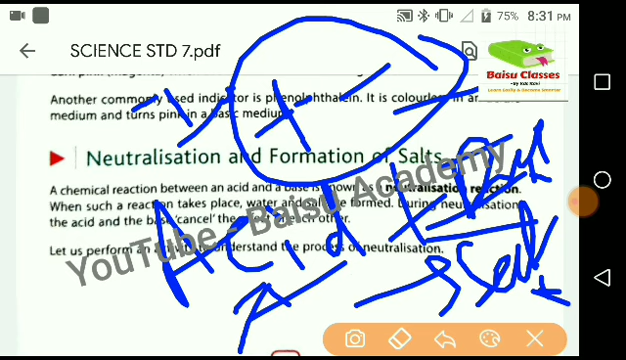 75% 8:31 PM
SCIENCE STD 7.pdf
Baisu Classes
Another commonly used indicator is phenolphthalein. It is colourless in an
medium and turns pink in a basic medium
Neutralisation and Formation of Salts
A chemical reaction between an acid and a base is known as neutralisation reaction.
When such a reaction takes place, water and salt are formed. During neutralisation
the acid and the base 'cancel' the effect of each other.
Let us perform an activity to understand the process of neutralisation.
YouTube - Baisu Academy
Acid +
Salt